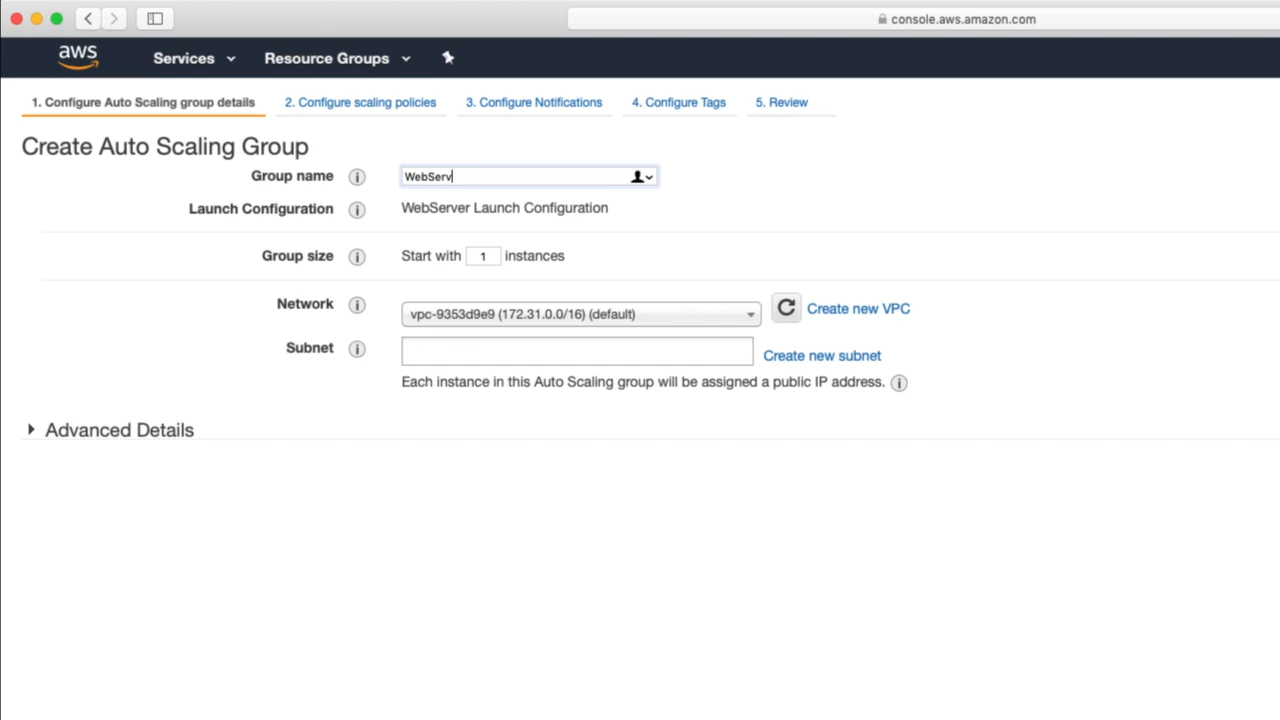 console.aws.amazon.com
aws Services Resource Groups
1. Configure Auto Scaling group details 2. Configure scaling policies 3. Configure Notifications 4. Configure Tags 5. Review
Create Auto Scaling Group
Group name i WebServ
Launch Configuration i WebServer Launch Configuration
Group size i Start with 1 instances
Network i vpc-9353d9e9 (172.31.0.0/16) (default) Create new VPC
Subnet i Create new subnet
Each instance in this Auto Scaling group will be assigned a public IP address. i
Advanced Details